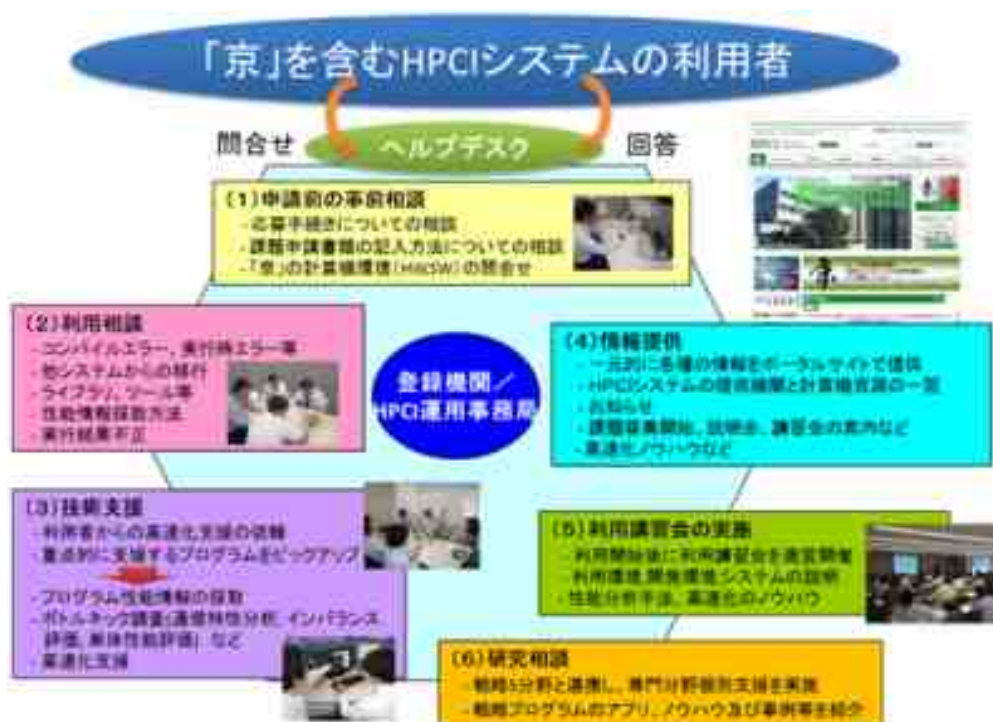 「京」を含むHPCIシステムの利用者
問合せ
ヘルプデスク
回答
(1)申請前の事前相談
- 応募手続きについての相談
- 課題申請書類の記入方法についての相談
- 「京」の計算機環境(HW/SW)の問合せ
(2)利用相談
- コンパイルエラー、実行時エラー等
- 他システムからの移行
- ライブラリ、ツール等
- 性能情報採取方法
- 実行結果不正
登録機関/
HPCI運用事務局
(4)情報提供
- 一元的に各種の情報をポータルサイトで提供
- HPCIシステムの提供機関と計算機資源の一覧
- お知らせ
- 課題募集開始、説明会、講習会の案内など
- 高速化ノウハウなど
(3)技術支援
- 利用者からの高速化支援の依頼
- 重点的に支援するプログラムをピックアップ
- プログラム性能情報の採取
- ボトルネック調査(通信特性分析, インバランス
評価, 単体性能評価) など
- 高速化支援
(5)利用講習会の実施
- 利用開始後に利用講習会を適宜開催
利用環境,開発環境システムの説明
- 性能分析手法、高速化のノウハウ
(6)研究相談
- 戦略5分野と連携し、専門分野個別支援を実施
- 戦略プログラムのアプリ、ノウハウ及び事例等を紹介
京